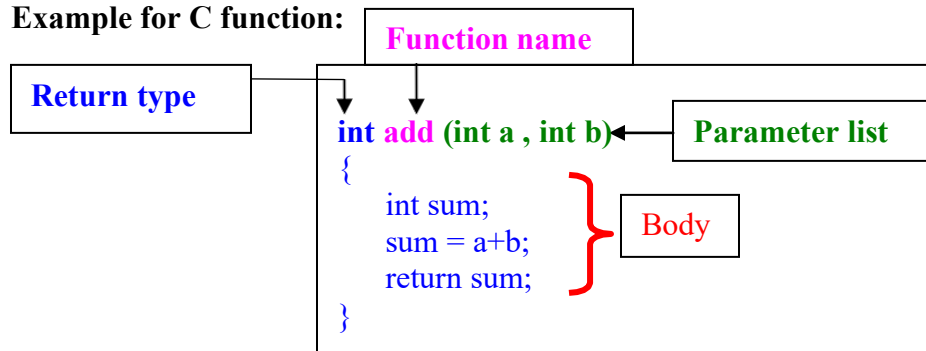 Example for C function:
Function name
Return type
int add (int a , int b)
Parameter list
{
int sum;
sum = a+b;
return sum;
}
Body